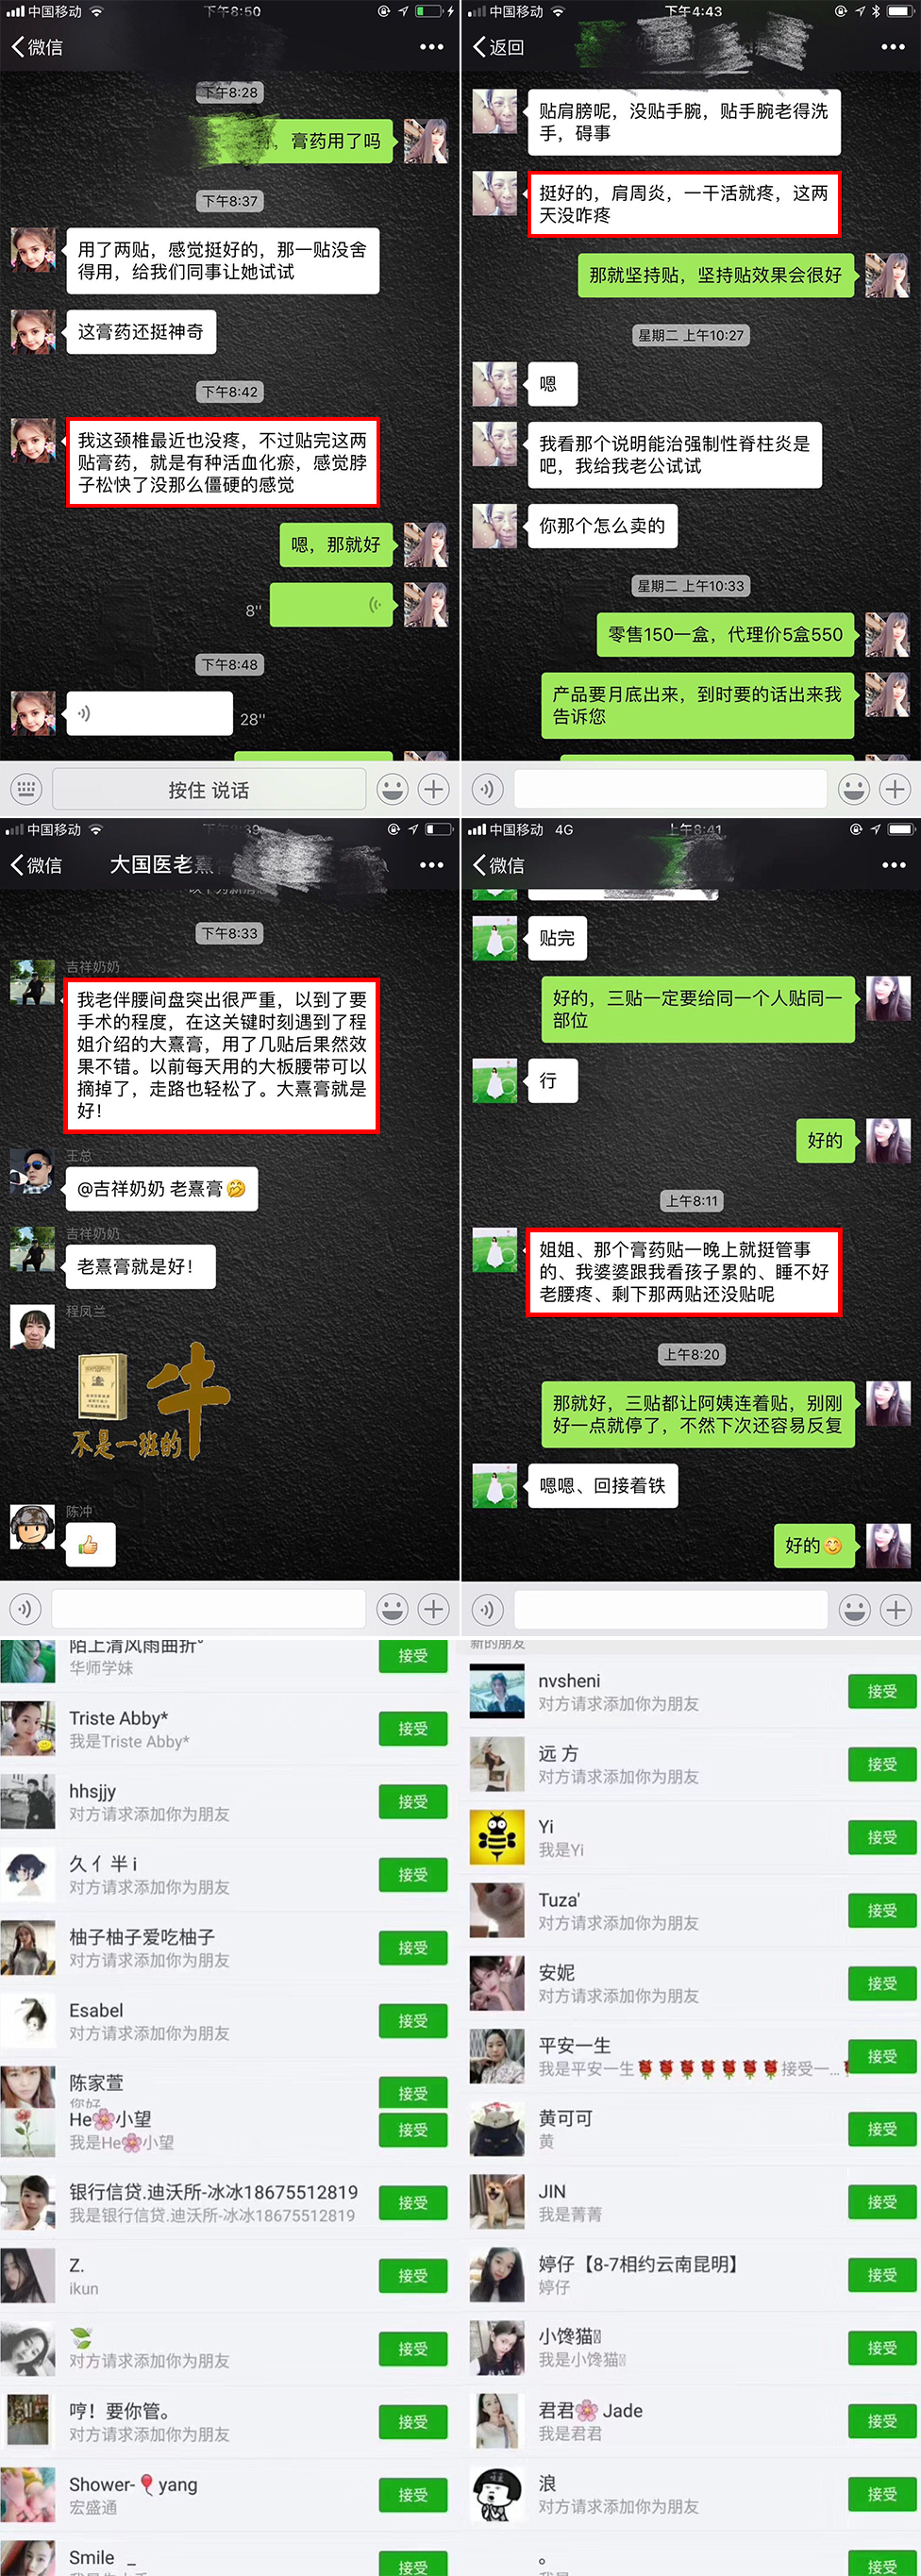 中国移动
下午8:50
微信
下午8:28
膏药用了吗
下午8:37
用了两贴，感觉挺好的，那一贴没舍
得用，给我们同事让她试试
这膏药还挺神奇
下午8:42
我这颈椎最近也没疼，不过贴完这两
贴膏药，就是有种活血化瘀，感觉脖
子松快了没那么僵硬的感觉
嗯，那就好
8''
下午8:48
28''
按住 说话
中国移动
下午4:43
返回
贴肩膀呢，没贴手腕，贴手腕老得洗
手，碍事
挺好的，肩周炎，一干活就疼，这两
天没咋疼
那就坚持贴，坚持贴效果会很好
星期二 上午10:27
嗯
我看那个说明能治强制性脊柱炎是
吧，我给我老公试试
你那个怎么卖的
星期二 上午10:33
零售150一盒，代理价5盒550
产品要月底出来，到时要的话出来我
告诉您
中国移动
微信
大国医老熹
下午8:33
吉祥奶奶
我老伴腰间盘突出很严重，以到了要
手术的程度，在这关键时刻遇到了程
姐介绍的大熹膏，用了几贴后果然效
果不错。以前每天用的大板腰带可以
摘掉了，走路也轻松了。大熹膏就是
好！
王总
@吉祥奶奶 老熹膏
吉祥奶奶
老熹膏就是好！
程凤兰
牛
不是一班的
陈冲
中国移动 4G
上午8:41
微信
贴完
好的，三贴一定要给同一个人贴同一
部位
行
好的
上午8:11
姐姐、那个膏药贴一晚上就挺管事
的、我婆婆跟我看孩子累的、睡不好
老腰疼、剩下那两贴还没贴呢
上午8:20
那就好，三贴都让阿姨连着贴，别刚
好一点就停了，不然下次还容易反复
嗯嗯、回接着铁
好的
陌上清风雨曲折
华师学妹
接受
Triste Abby*
我是Triste Abby*
接受
hhsjjy
对方请求添加你为朋友
接受
久亻半 i
对方请求添加你为朋友
接受
柚子柚子爱吃柚子
对方请求添加你为朋友
接受
Esabel
对方请求添加你为朋友
接受
陈家萱
您好
接受
He🌸小望
我是He🌸小望
接受
银行信贷.迪沃所-冰冰18675512819
我是银行信贷.迪沃所-冰冰18675512819
接受
Z.
ikun
接受
🍃
对方请求添加你为朋友
接受
哼！要你管。
对方请求添加你为朋友
接受
Shower-🎈yang
宏盛通
接受
Smile _
接受
新的朋友
nvsheni
对方请求添加你为朋友
接受
远 方
对方请求添加你为朋友
接受
Yi
我是Yi
接受
Tuza'
对方请求添加你为朋友
接受
安妮
对方请求添加你为朋友
接受
平安一生
我是平安一生🌹🌹🌹🌹🌹🌹🌹接受一...
接受
黄可可
黄
接受
JIN
我是菁菁
接受
婷仔【8-7相约云南昆明】
婷仔
接受
小馋猫
我是小馋猫
接受
君君🌸 Jade
我是君君
接受
浪
对方请求添加你为朋友
接受
。
接受